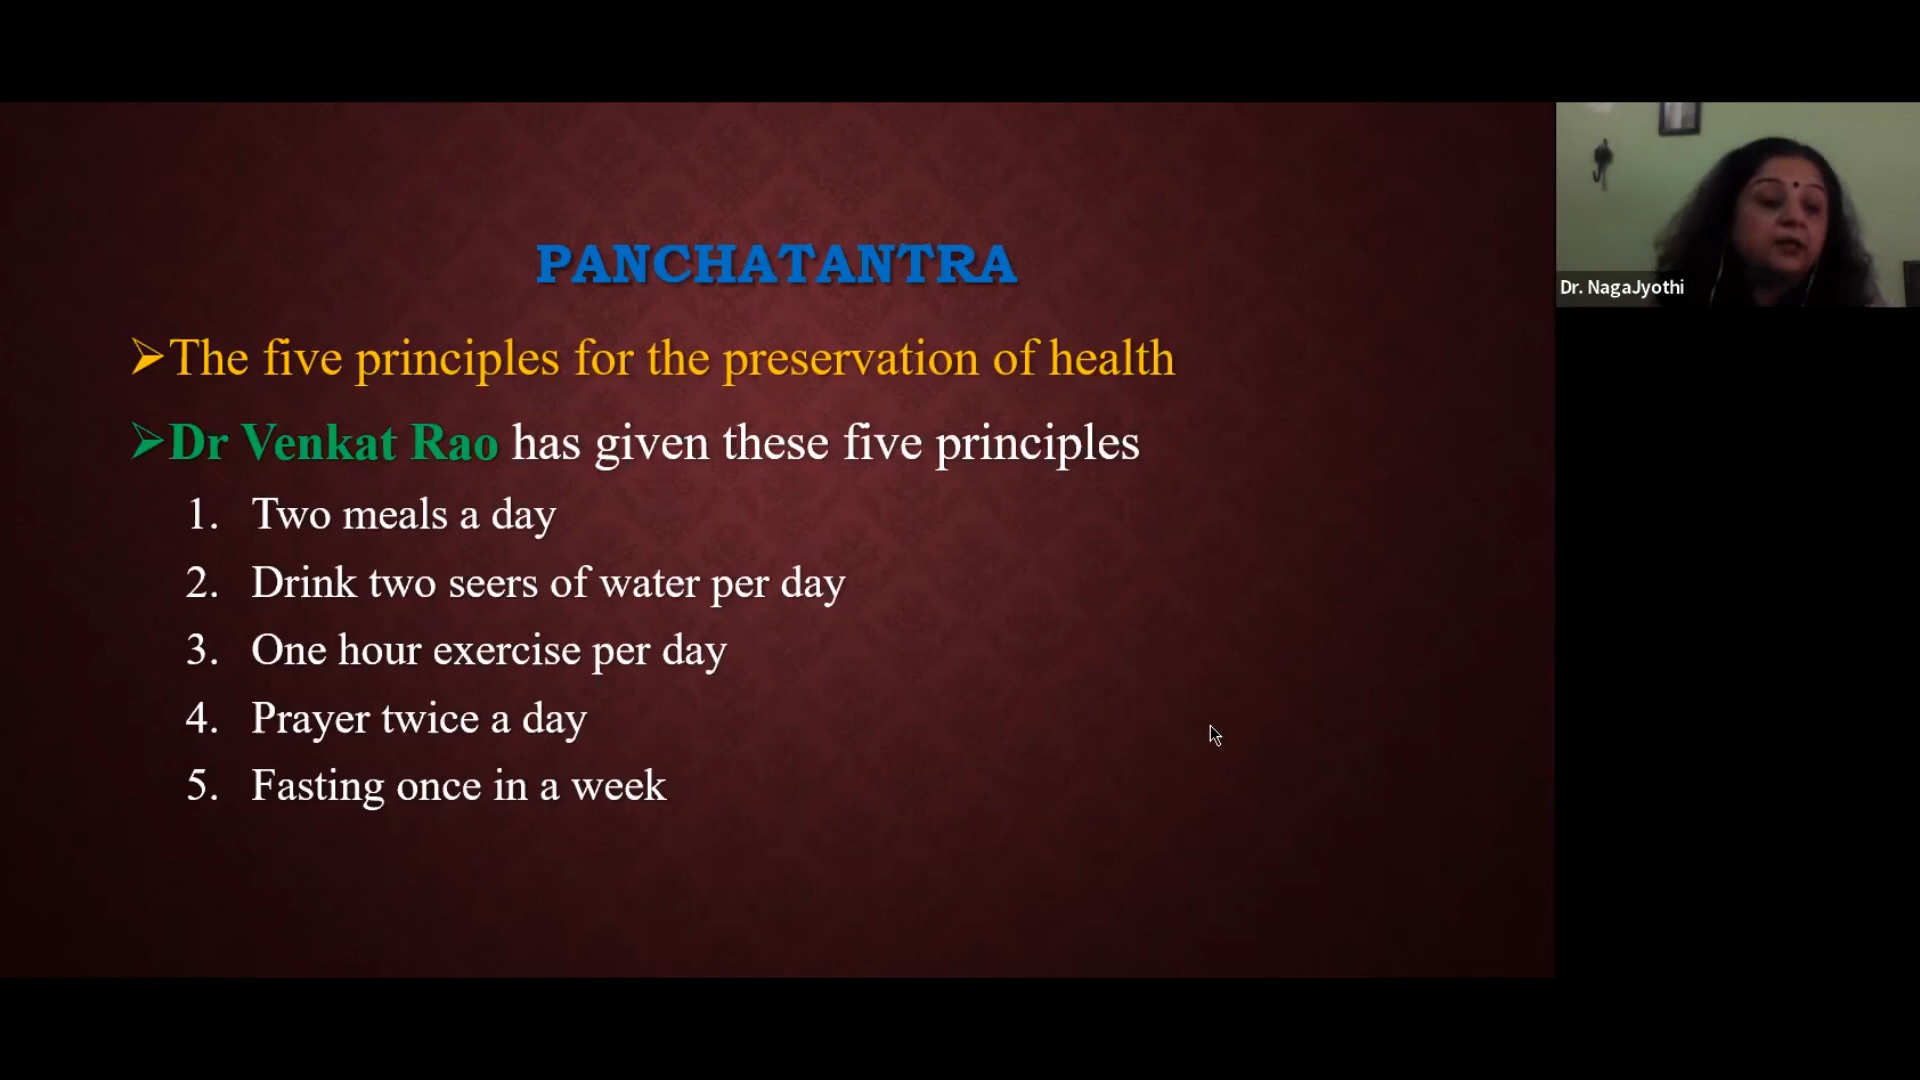 PANCHATANTRA
➢The five principles for the preservation of health
➢Dr Venkat Rao has given these five principles
1. Two meals a day
2. Drink two seers of water per day
3. One hour exercise per day
4. Prayer twice a day
5. Fasting once in a week
Dr. NagaJyothi